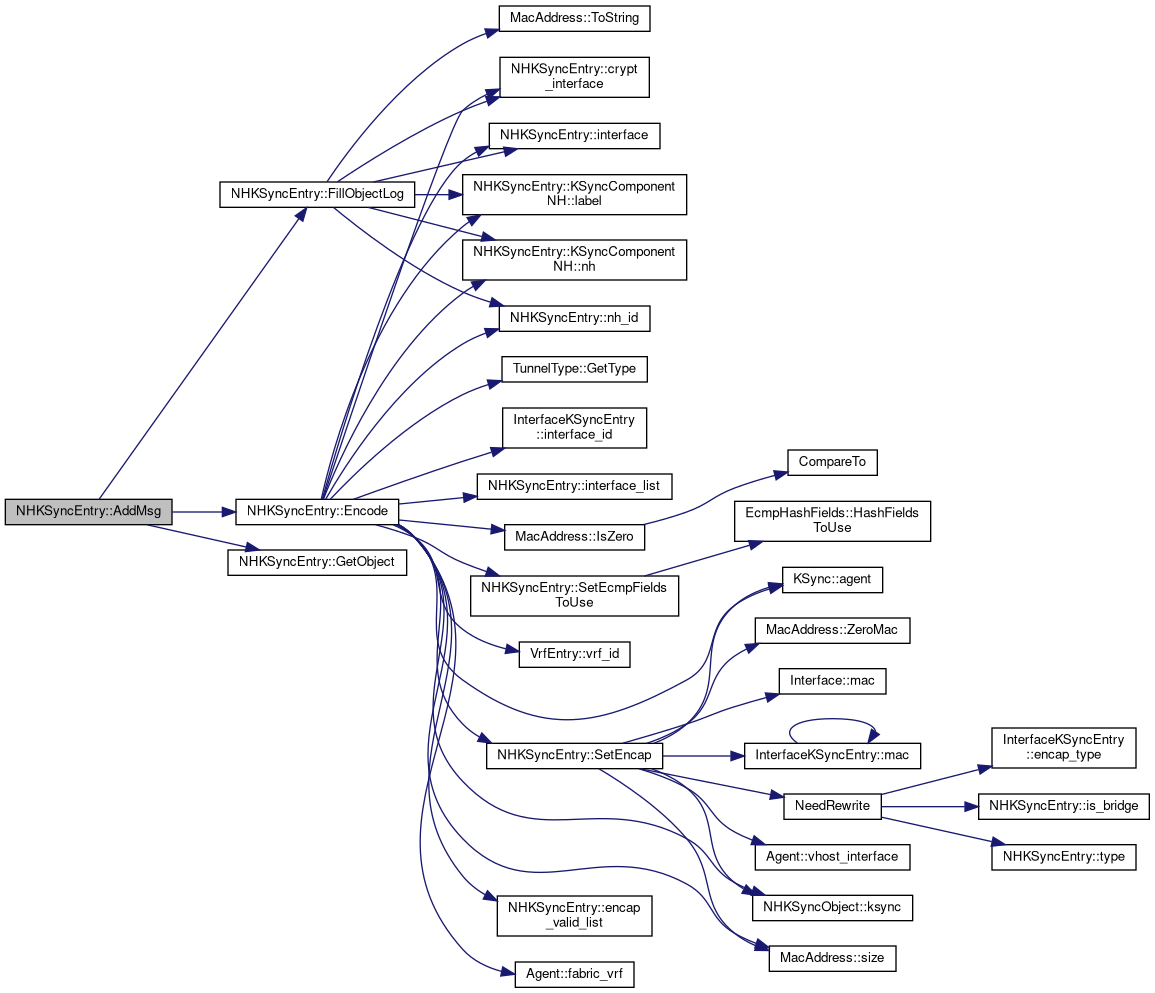 MacAddress::ToString
NHKSyncEntry::crypt
_interface
NHKSyncEntry::interface
NHKSyncEntry::FillObjectLog
NHKSyncEntry::KSyncComponent
NH::label
NHKSyncEntry::KSyncComponent
NH::nh
NHKSyncEntry::nh_id
TunnelType::GetType
InterfaceKSyncEntry
::interface_id
CompareTo
NHKSyncEntry::interface_list
NHKSyncEntry::AddMsg
NHKSyncEntry::Encode
EcmpHashFields::HashFields
ToUse
MacAddress::IsZero
NHKSyncEntry::GetObject
KSync::agent
NHKSyncEntry::SetEcmpFields
ToUse
MacAddress::ZeroMac
VrfEntry::vrf_id
Interface::mac
InterfaceKSyncEntry
::encap_type
NHKSyncEntry::SetEncap
InterfaceKSyncEntry::mac
NeedRewrite
NHKSyncEntry::is_bridge
Agent::vhost_interface
NHKSyncEntry::type
NHKSyncEntry::encap
_valid_list
NHKSyncObject::ksync
MacAddress::size
Agent::fabric_vrf